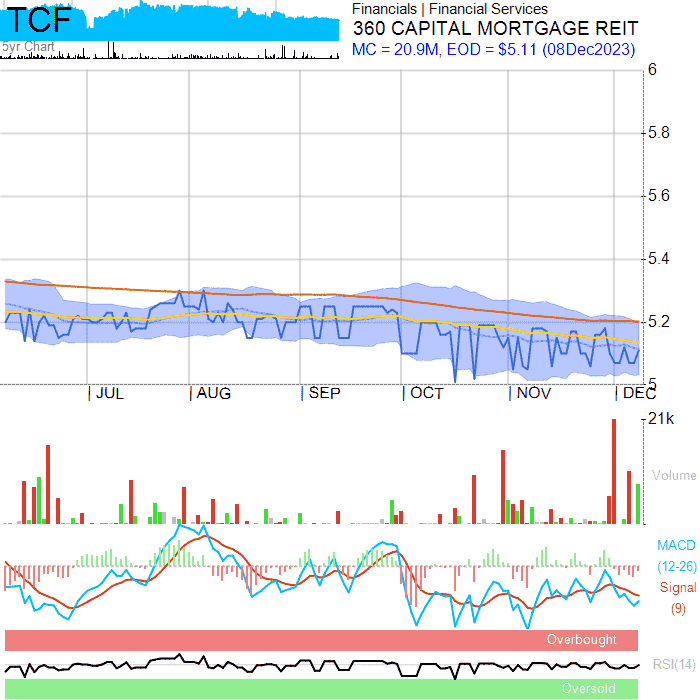 TCF
5yr Chart
Financials | Financial Services
360 CAPITAL MORTGAGE REIT
MC = 20.9M, EOD = $5.11 (08Dec2023)
6
5.8
5.6
5.4
5.2
5
JUL AUG SEP OCT NOV DEC
21k
Volume
MACD
(12-26)
Signal
(9)
Overbought
RSI(14)
Oversold